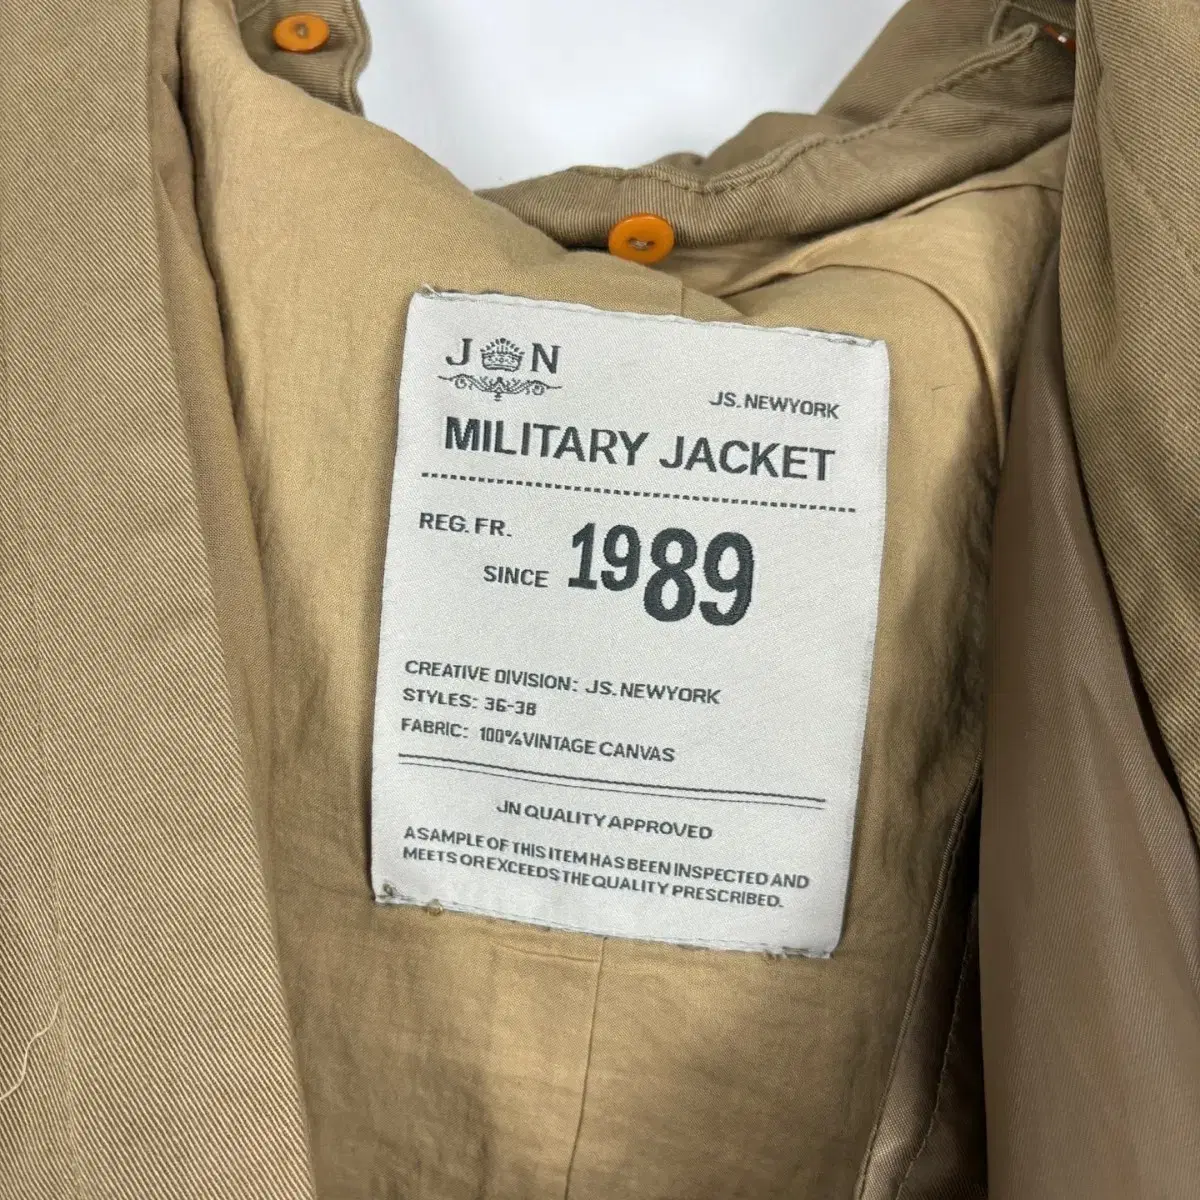 J N
JS. NEWYORK
MILITARY JACKET
REG. FR.
SINCE 1989
CREATIVE DIVISION: JS. NEWYORK
STYLES: 36-38
FABRIC: 100% VINTAGE CANVAS
JN QUALITY APPROVED
A SAMPLE OF THIS ITEM HAS BEEN INSPECTED AND
MEETS OR EXCEEDS THE QUALITY PRESCRIBED.